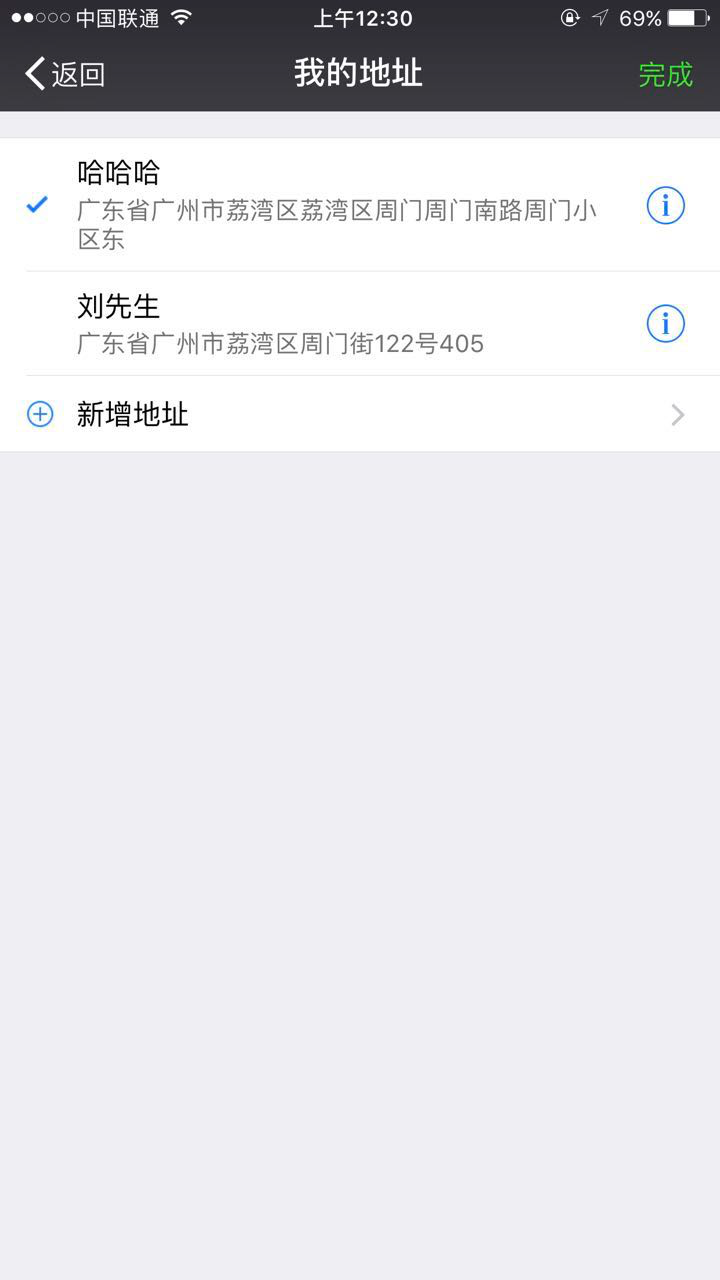 中国联通
上午12:30
69%
返回
我的地址
完成
哈哈哈
广东省广州市荔湾区荔湾区周门周门南路周门小
区东
刘先生
广东省广州市荔湾区周门街122号405
新增地址